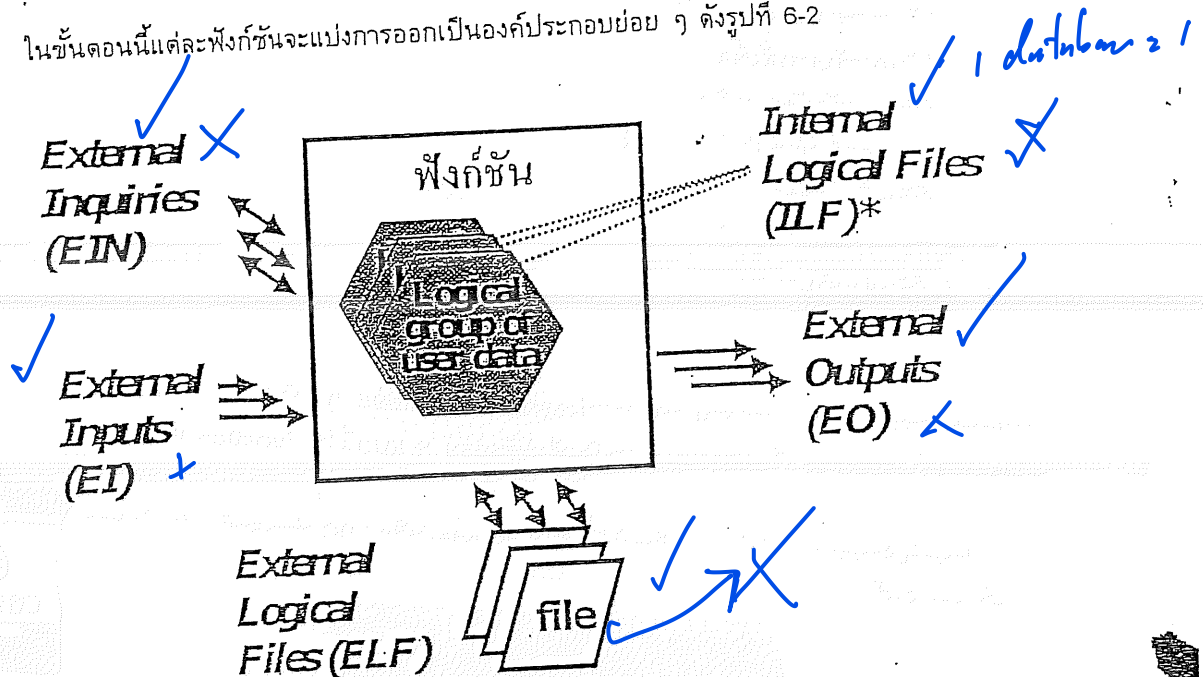 ในขั้นตอนนี้แต่ละฟังก์ชันจะแบ่งการออกเป็นองค์ประกอบย่อย ๆ ดังรูปที่ 6-2
External
Inquiries
(EIN)
ฟังก์ชัน
Logical
group of
user data
Internal
Logical Files
(ILF)*
1 database = 1
External
Inputs
(EI)
External
Outputs
(EO)
External
Logical
Files (ELF)
file